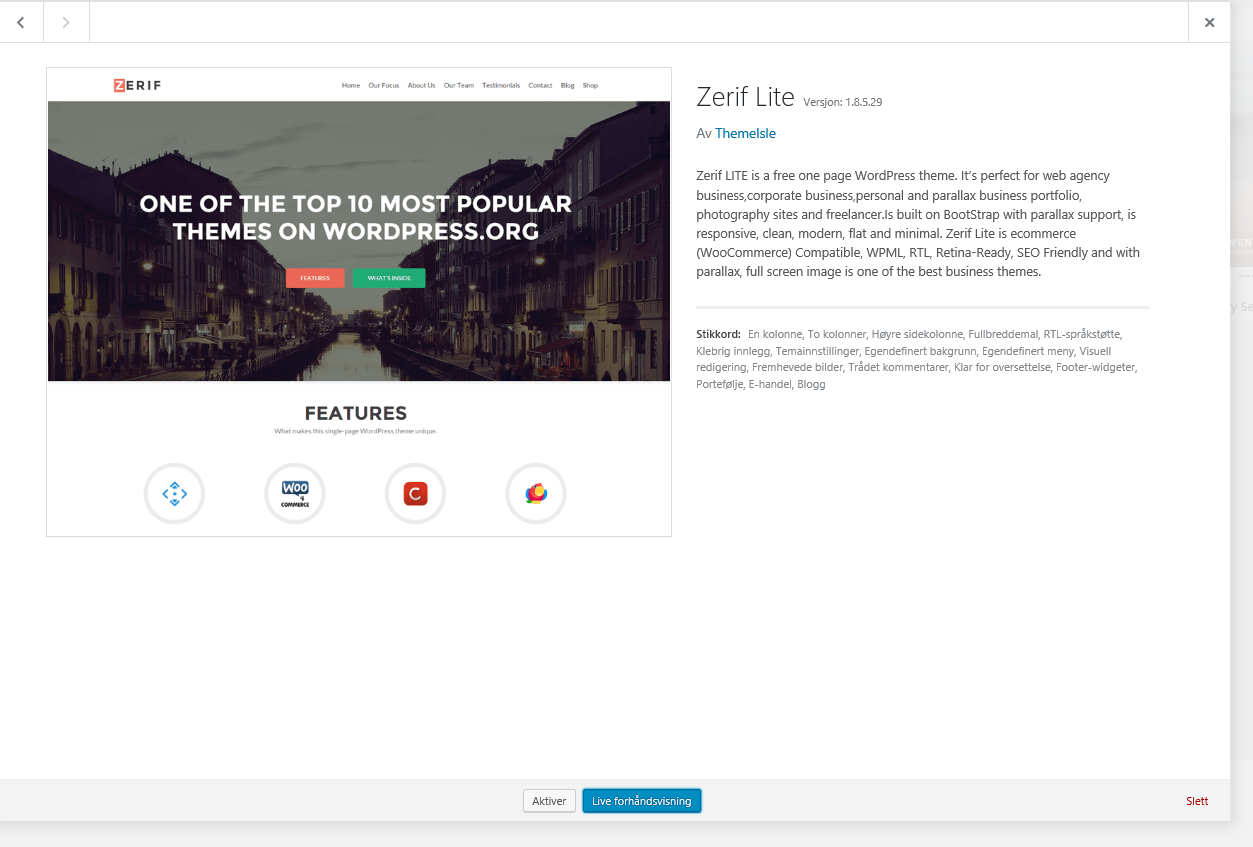 ZERIF
Home Our Focus About Us Our Team Testimonials Contact Blog Shop
ONE OF THE TOP 10 MOST POPULAR
THEMES ON WORDPRESS.ORG
FEATURES WHAT'S INSIDE
FEATURES
What makes this single-page WordPress theme unique.
WOO
COMMERCE
C
Zerif Lite Versjon: 1.8.5.29
Av ThemeIsle
Zerif LITE is a free one page WordPress theme. It's perfect for web agency
business,corporate business,personal and parallax business portfolio,
photography sites and freelancer.Is built on BootStrap with parallax support, is
responsive, clean, modern, flat and minimal. Zerif Lite is ecommerce
(WooCommerce) Compatible, WPML, RTL, Retina-Ready, SEO Friendly and with
parallax, full screen image is one of the best business themes.
Stikkord: En kolonne, To kolonner, Høyre sidekolonne, Fullbreddemal, RTL-språkstøtte,
Klebrig innlegg, Temainnstillinger, Egendefinert bakgrunn, Egendefinert meny, Visuell
redigering, Fremhevede bilder, Trådet kommentarer, Klar for oversettelse, Footer-widgeter,
Portefølje, E-handel, Blogg
Aktiver Live forhåndsvisning Slett